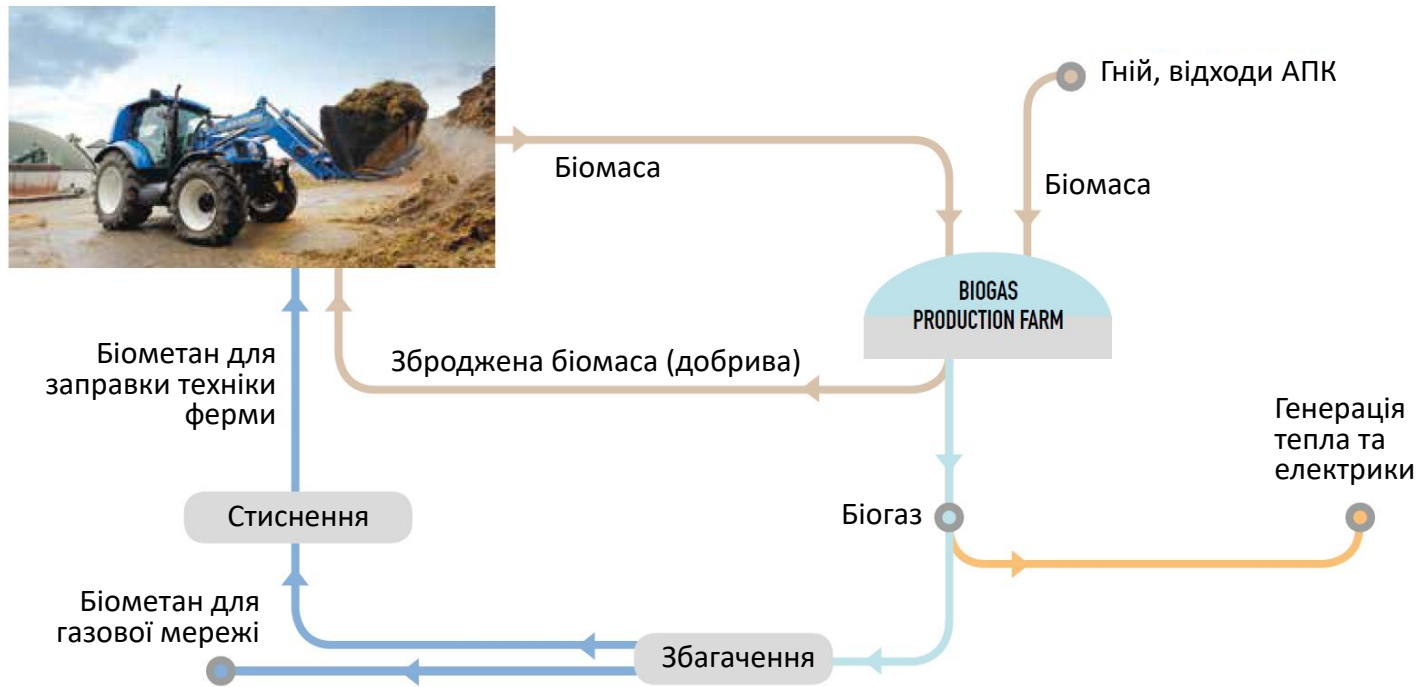 Гній, відходи АПК
Біомаса
Біомаса
BIOGAS
PRODUCTION FARM
Біометан для
заправки техніки
ферми
Зброджена біомаса (добрива)
Генерація
тепла та
електрики
Стиснення
Біогаз
Біометан для
газової мережі
Збагачення